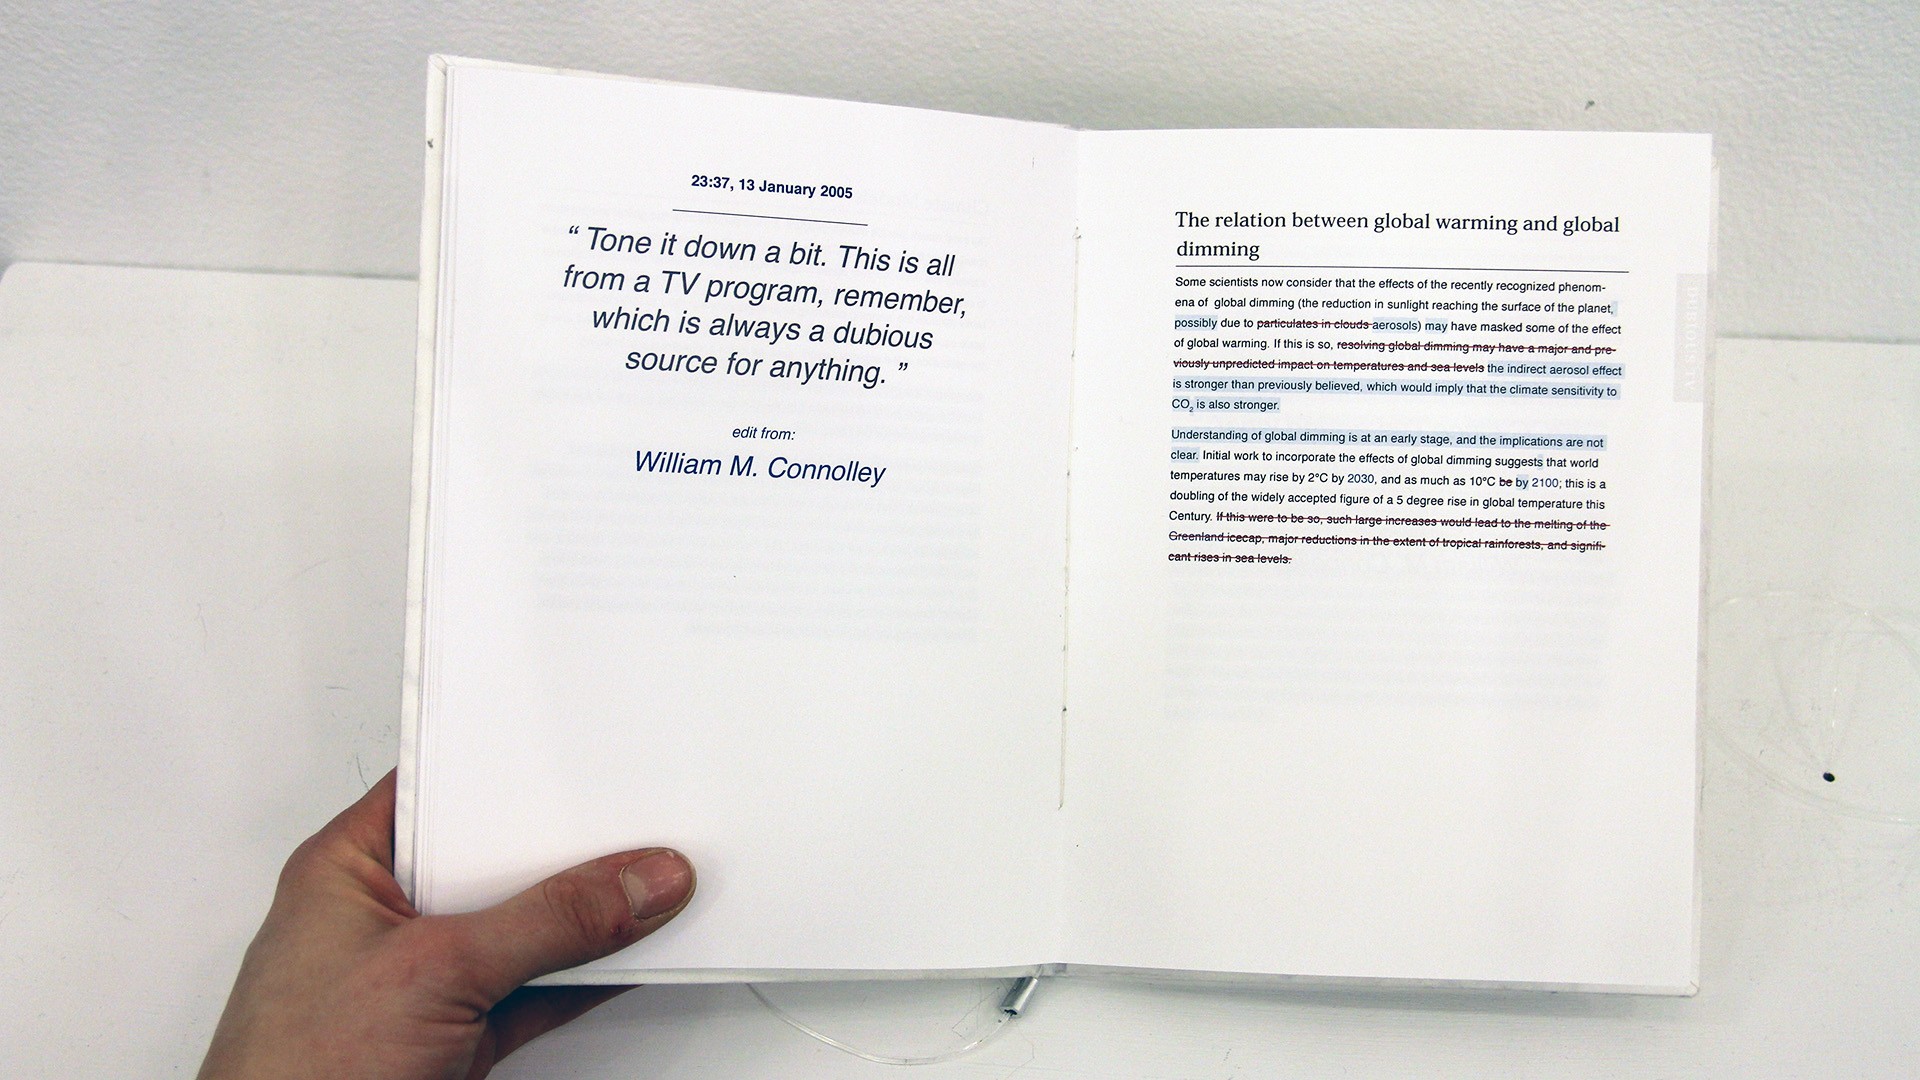 23:37, 13 January 2005
“ Tone it down a bit. This is all
from a TV program, remember,
which is always a dubious
source for anything. ”
edit from:
William M. Connolley
The relation between global warming and global
dimming
Some scientists now consider that the effects of the recently recognized phenom-
ena of global dimming (the reduction in sunlight reaching the surface of the planet,
possibly due to particulates in clouds aerosols) may have masked some of the effect
of global warming. If this is so, resolving global dimming may have a major and pre-
viously unpredicted impact on temperatures and sea levels the indirect aerosol effect
is stronger than previously believed, which would imply that the climate sensitivity to
CO₂ is also stronger.
Understanding of global dimming is at an early stage, and the implications are not
clear. Initial work to incorporate the effects of global dimming suggests that world
temperatures may rise by 2°C by 2030, and as much as 10°C be by 2100; this is a
doubling of the widely accepted figure of a 5 degree rise in global temperature this
Century. If this were to be so, such large increases would lead to the melting of the
Greenland icecap, major reductions in the extent of tropical rainforests, and signifi-
cant rises in sea levels.